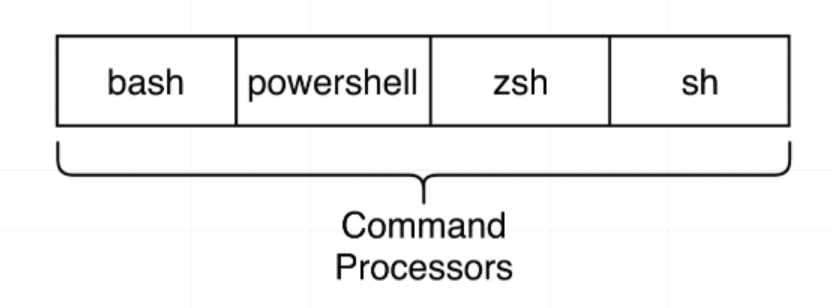 bash powershell zsh sh
Command
Processors